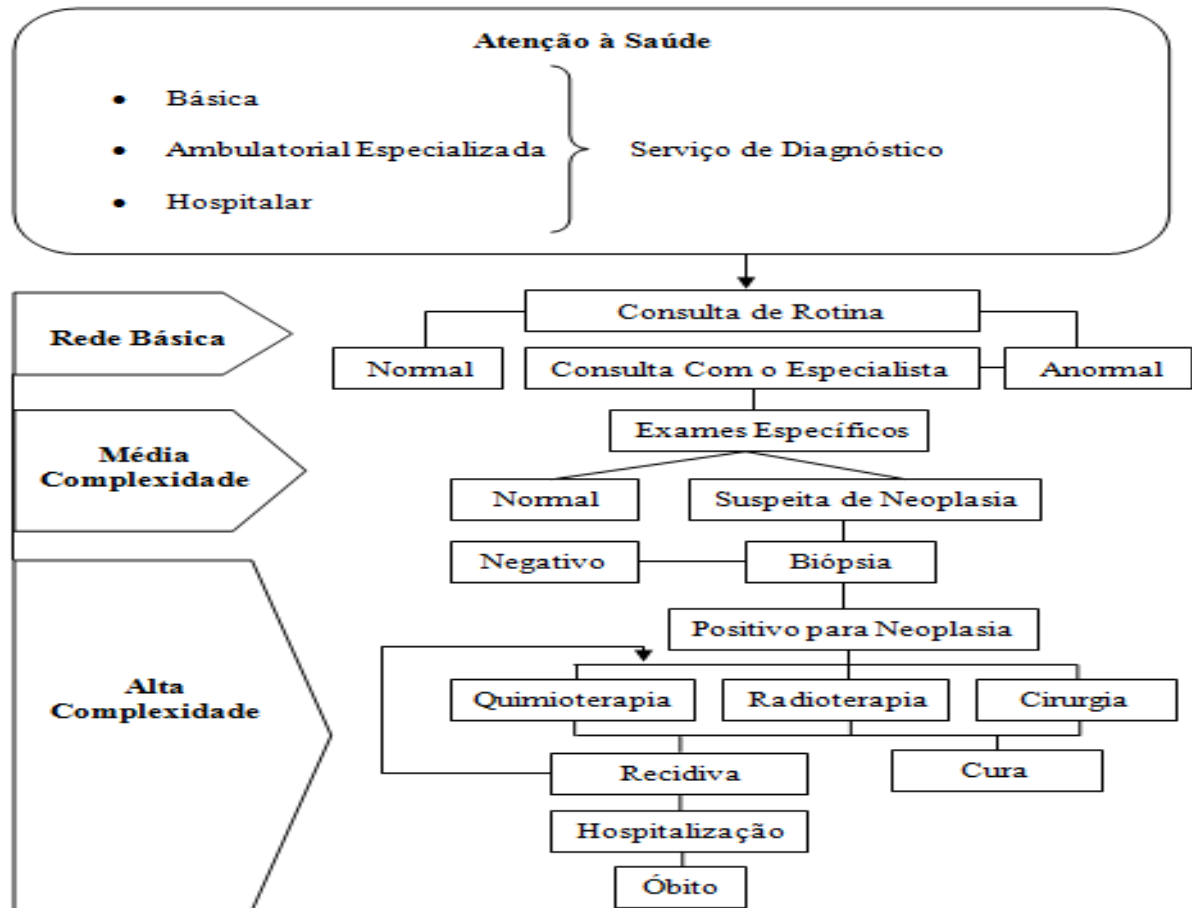 Atenção à Saúde
• Básica
• Ambulatorial Especializada
• Hospitalar
Serviço de Diagnóstico
Rede Básica
Consulta de Rotina
Normal
Consulta Com o Especialista
Anormal
Média
Complexidade
Exames Específicos
Normal
Suspeita de Neoplasia
Negativo
Biópsia
Positivo para Neoplasia
Alta
Complexidade
Quimioterapia
Radioterapia
Cirurgia
Recidiva
Cura
Hospitalização
Óbito